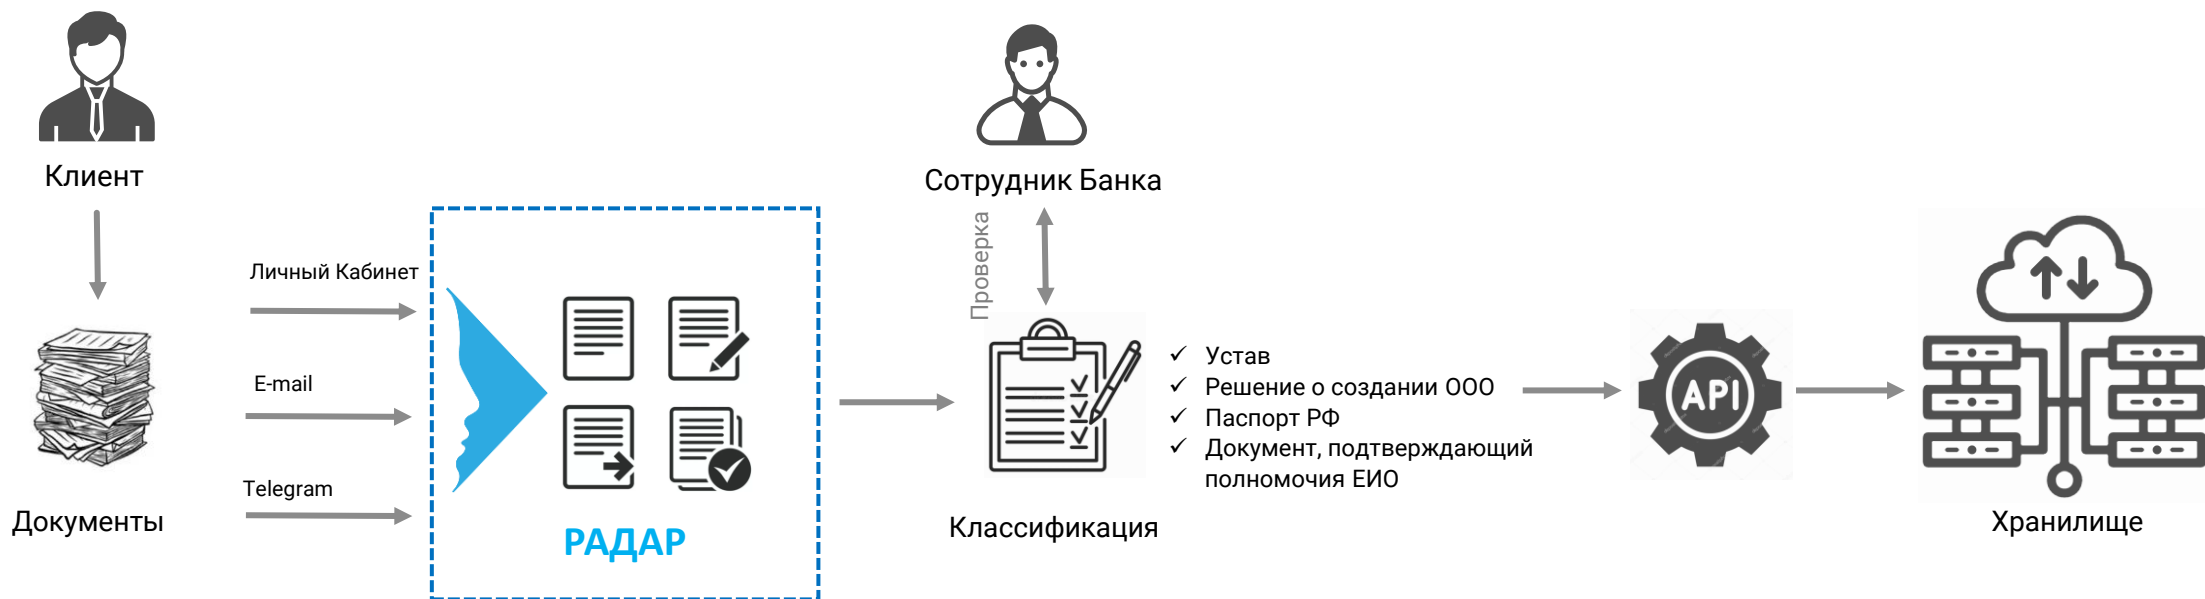 Клиент
Сотрудник Банка
Проверка
Личный Кабинет
E-mail
Telegram
Документы
РАДАР
Классификация
✓ Устав
✓ Решение о создании ООО
✓ Паспорт РФ
✓ Документ, подтверждающий
полномочия ЕИО
API
Хранилище